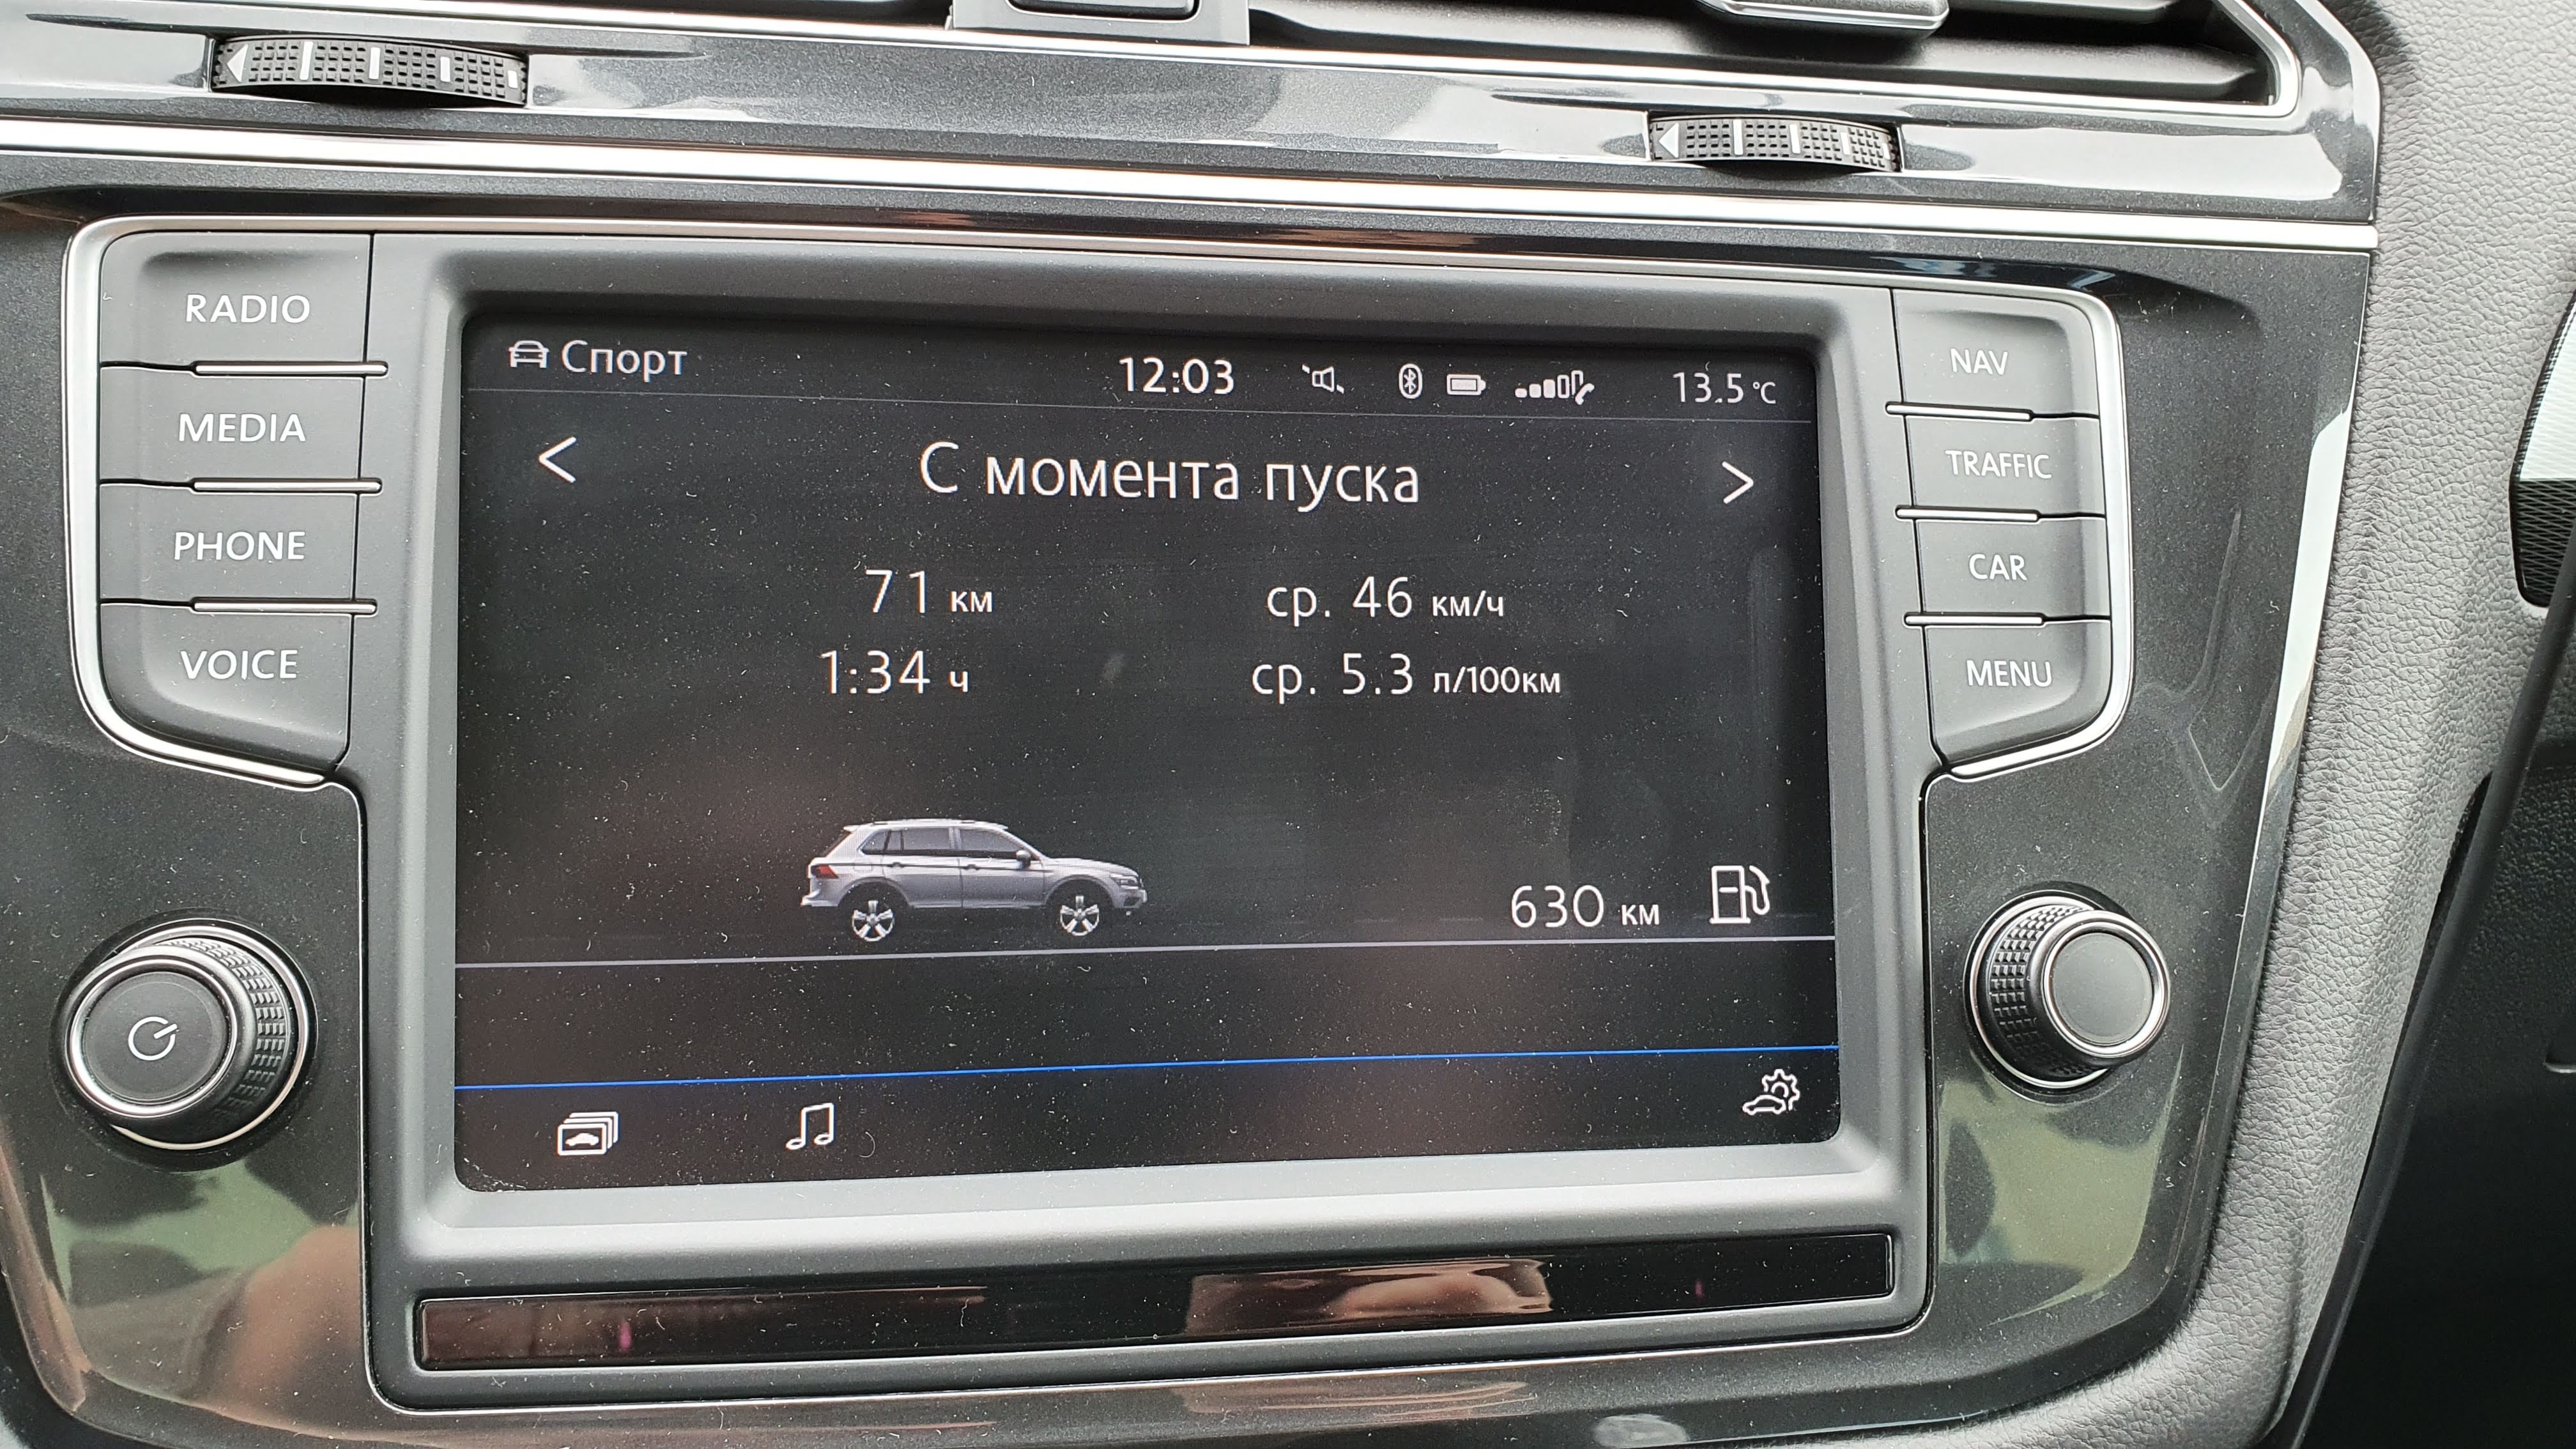 RADIO
MEDIA
PHONE
VOICE
Спорт
12:03
13.5 °C
< С момента пуска >
71 км
ср. 46 км/ч
1:34 ч
ср. 5.3 л/100км
630 км
NAV
TRAFFIC
CAR
MENU